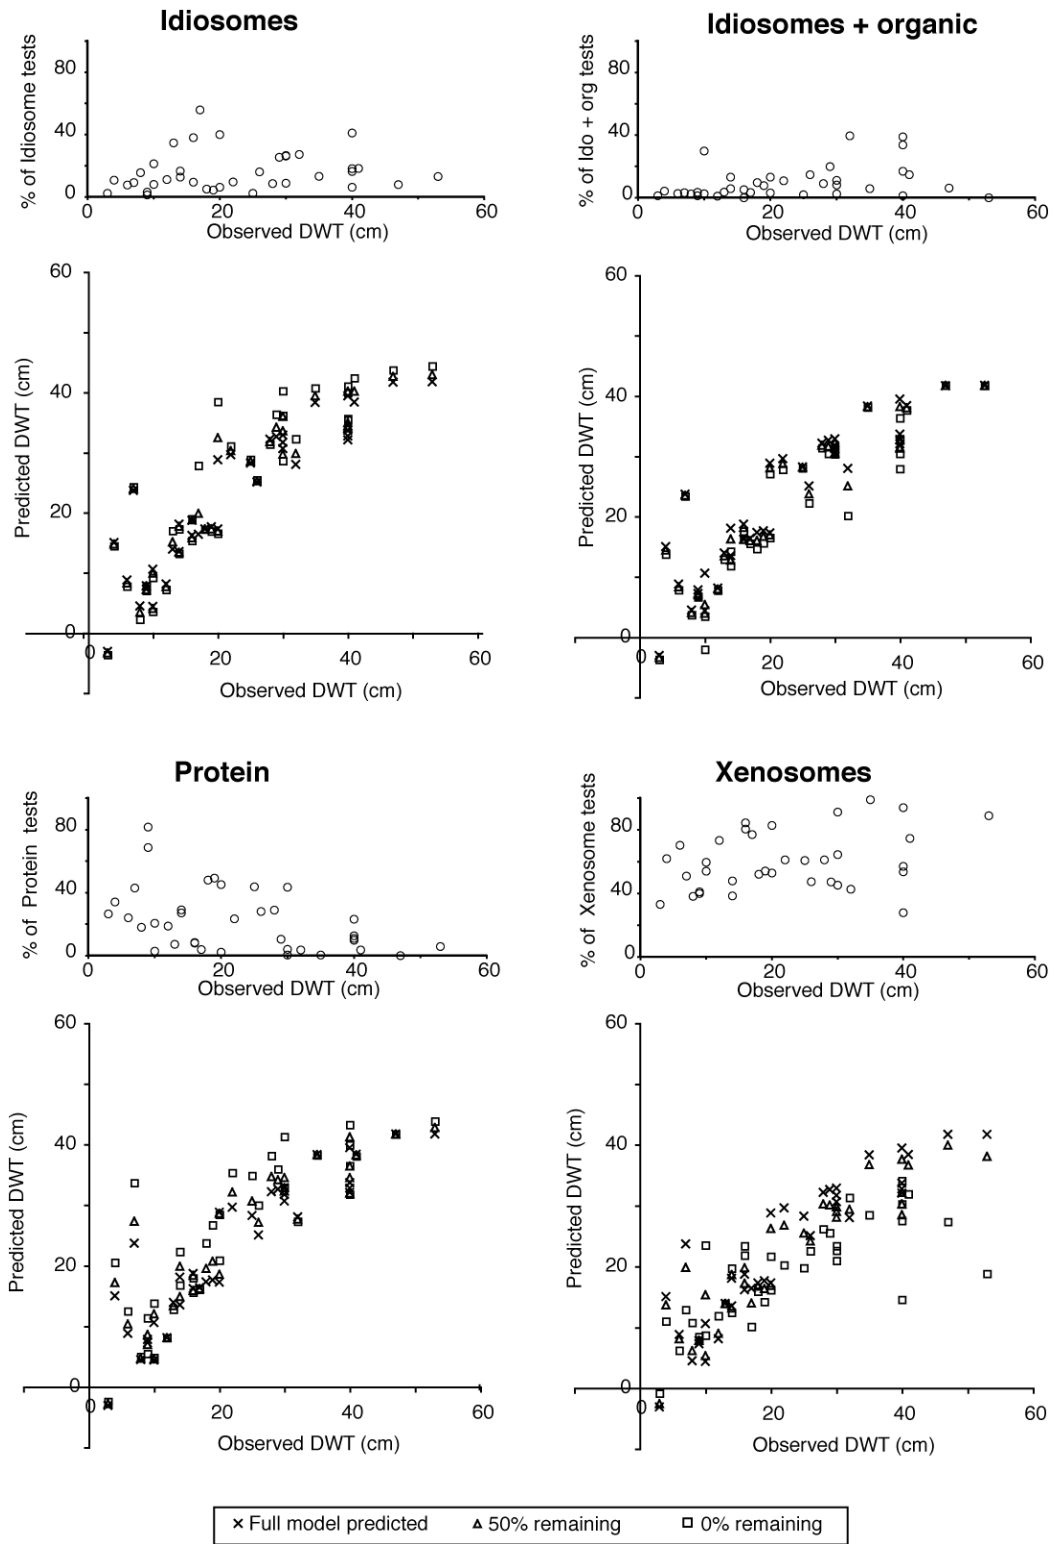 Idiosomes
Idiosomes + organic
% of Idiosome tests
80
40
0
0
20
40
60
Observed DWT (cm)
% of Ido + org tests
80
40
0
0
20
40
60
Observed DWT (cm)
Predicted DWT (cm)
60
40
20
0
0
20
40
60
Observed DWT (cm)
Predicted DWT (cm)
60
40
20
0
0
20
40
60
Observed DWT (cm)
Protein
Xenosomes
% of Protein tests
80
40
0
0
20
40
60
Observed DWT (cm)
% of Xenosome tests
80
40
0
0
20
40
60
Observed DWT (cm)
Predicted DWT (cm)
60
40
20
0
0
20
40
60
Observed DWT (cm)
Predicted DWT (cm)
60
40
20
0
0
20
40
60
Observed DWT (cm)
Full model predicted
50% remaining
0% remaining